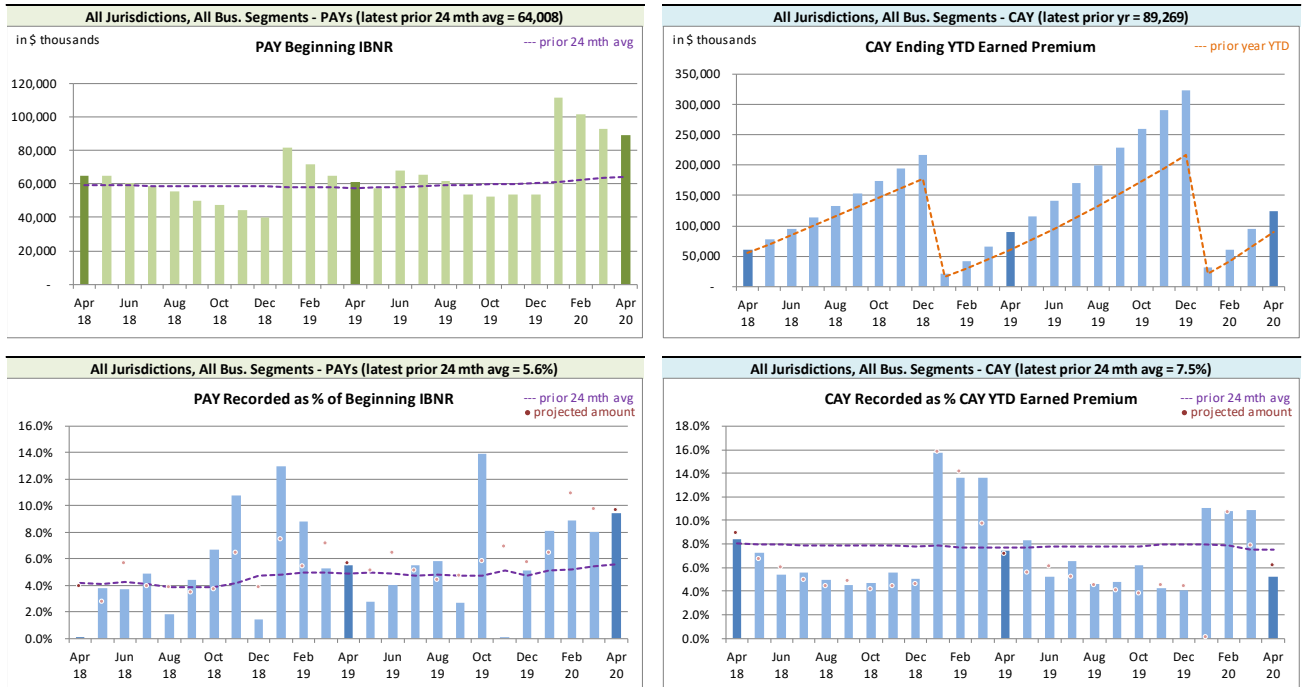 All Jurisdictions, All Bus. Segments - PAYs (latest prior 24 mth avg = 64,008)
in $ thousands
PAY Beginning IBNR
--- prior 24 mth avg
120,000
100,000
80,000
60,000
40,000
20,000
-
Apr Jun Aug Oct Dec Feb Apr Jun Aug Oct Dec Feb Apr
18 18 18 18 18 19 19 19 19 19 19 20 20
All Jurisdictions, All Bus. Segments - CAY (latest prior yr = 89,269)
in $ thousands
CAY Ending YTD Earned Premium
--- prior year YTD
350,000
300,000
250,000
200,000
150,000
100,000
50,000
-
Apr Jun Aug Oct Dec Feb Apr Jun Aug Oct Dec Feb Apr
18 18 18 18 18 19 19 19 19 19 19 20 20
All Jurisdictions, All Bus. Segments - PAYs (latest prior 24 mth avg = 5.6%)
PAY Recorded as % of Beginning IBNR
--- prior 24 mth avg
● projected amount
16.0%
14.0%
12.0%
10.0%
8.0%
6.0%
4.0%
2.0%
0.0%
Apr Jun Aug Oct Dec Feb Apr Jun Aug Oct Dec Feb Apr
18 18 18 18 18 19 19 19 19 19 19 20 20
All Jurisdictions, All Bus. Segments - CAY (latest prior 24 mth avg = 7.5%)
CAY Recorded as % CAY YTD Earned Premium
--- prior 24 mth avg
● projected amount
18.0%
16.0%
14.0%
12.0%
10.0%
8.0%
6.0%
4.0%
2.0%
0.0%
Apr Jun Aug Oct Dec Feb Apr Jun Aug Oct Dec Feb Apr
18 18 18 18 18 19 19 19 19 19 19 20 20